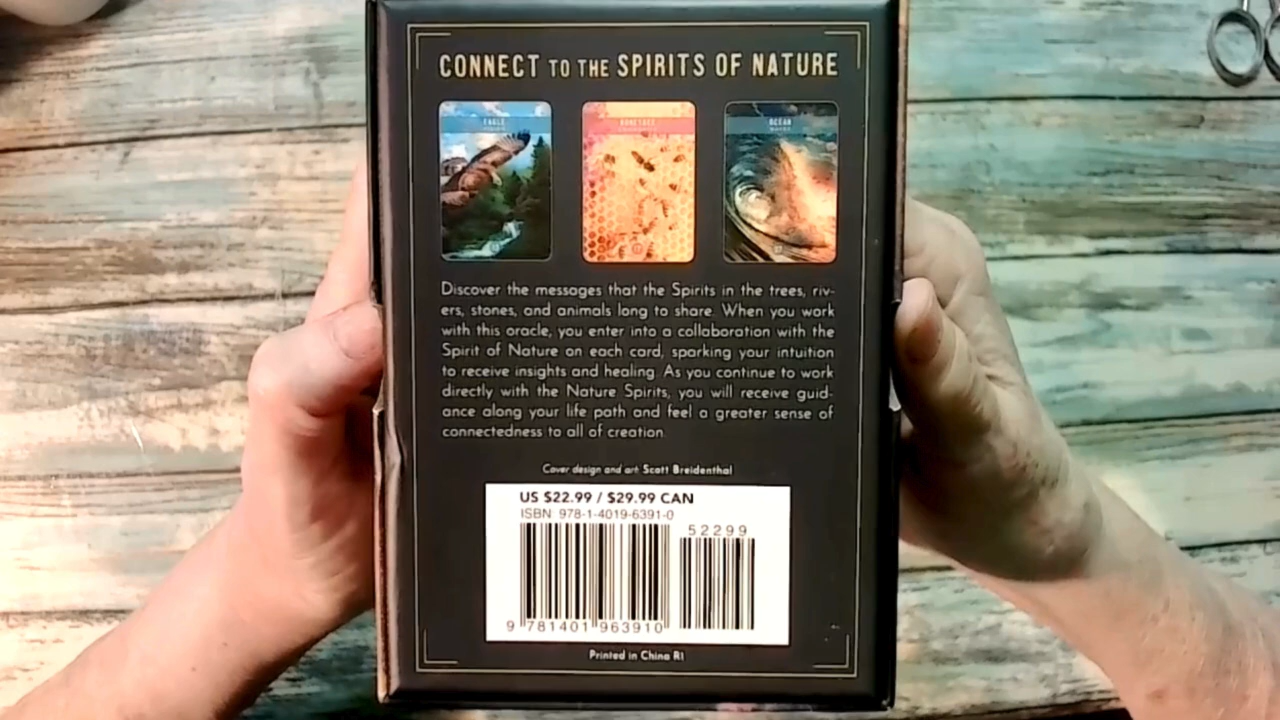 CONNECT TO THE SPIRITS OF NATURE
EAGLE
HONEYBEE
OCEAN
Discover the messages that the Spirits in the trees, riv-
ers, stones, and animals long to share. When you work
with this oracle, you enter into a collaboration with the
Spirit of Nature on each card, sparking your intuition
to receive insights and healing. As you continue to work
directly with the Nature Spirits, you will receive guid-
ance along your life path and feel a greater sense of
connectedness to all of creation.
Cover design and art: Scott Breidenthal
US $22.99 / $29.99 CAN
ISBN 978-1-4019-6391-0
52299
9 781401 963910
Printed in China R1